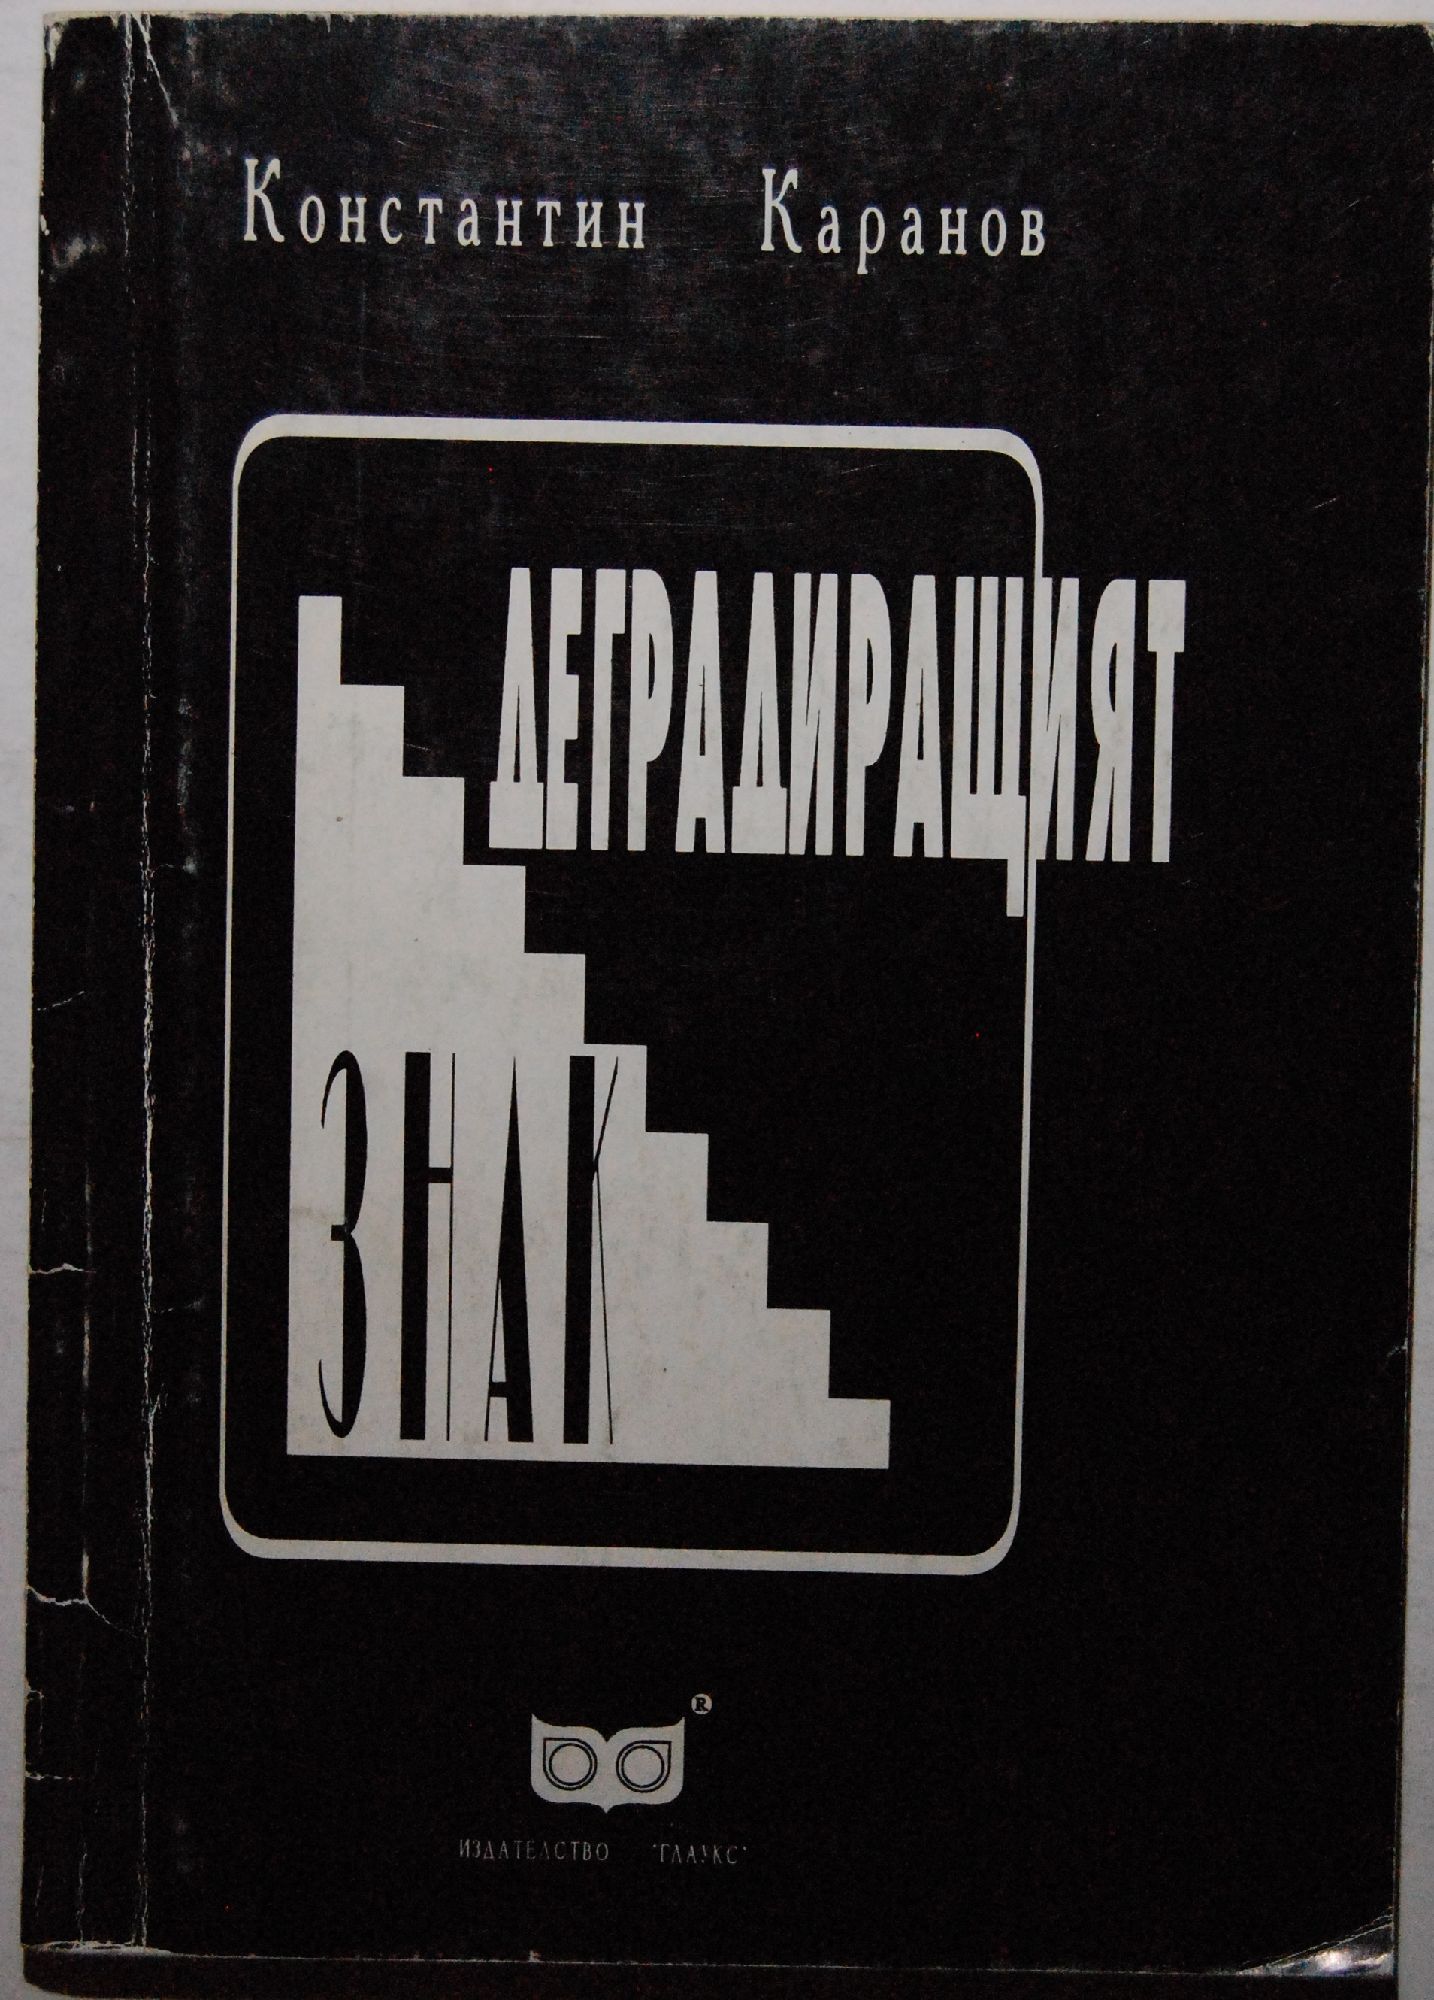 Константин Каранов
ДЕГРАДИРАЩИЯТ
ЗНАК
®
ИЗДАТЕЛСТВО "ГЛАУКС"